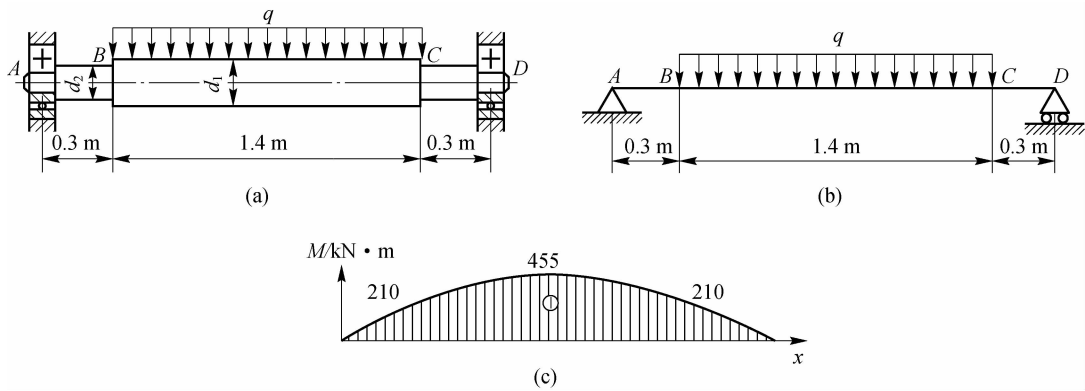 q
A B d₂ d₁ C D
0.3 m 1.4 m 0.3 m
(a)
q
A B C D
0.3 m 1.4 m 0.3 m
(b)
M/kN·m
455
210 210
x
(c)